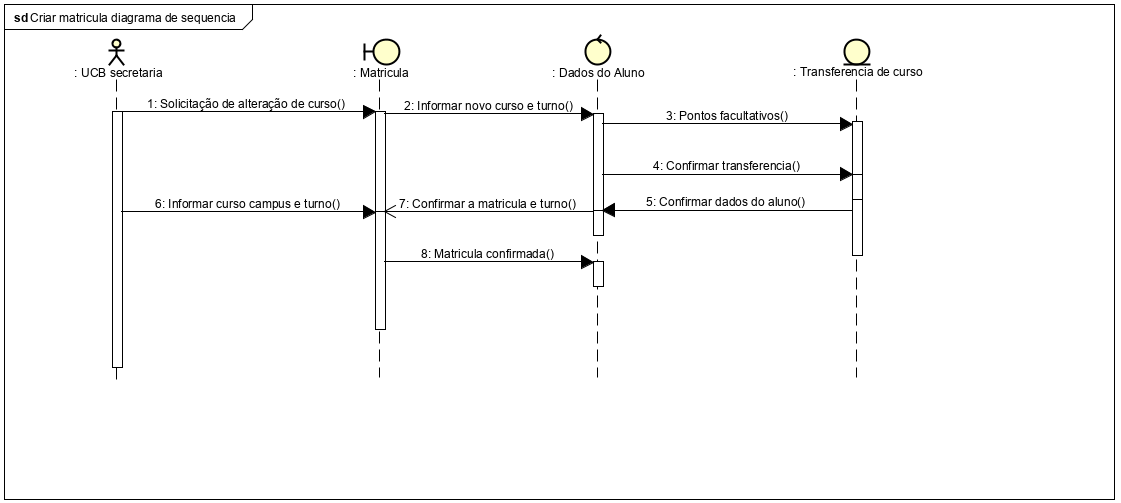 sd Criar matricula diagrama de sequencia
: UCB secretaria
: Matricula
: Dados do Aluno
: Transferencia de curso
1: Solicitação de alteração de curso()
2: Informar novo curso e turno()
3: Pontos facultativos()
4: Confirmar transferencia()
5: Confirmar dados do aluno()
6: Informar curso campus e turno()
7: Confirmar a matricula e turno()
8: Matricula confirmada()